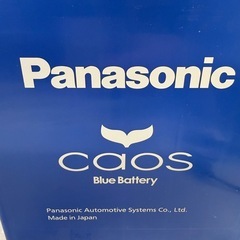 Panasonic
caos
Blue Battery
Panasonic Automotive Systems Co., Ltd.
Made in Japan